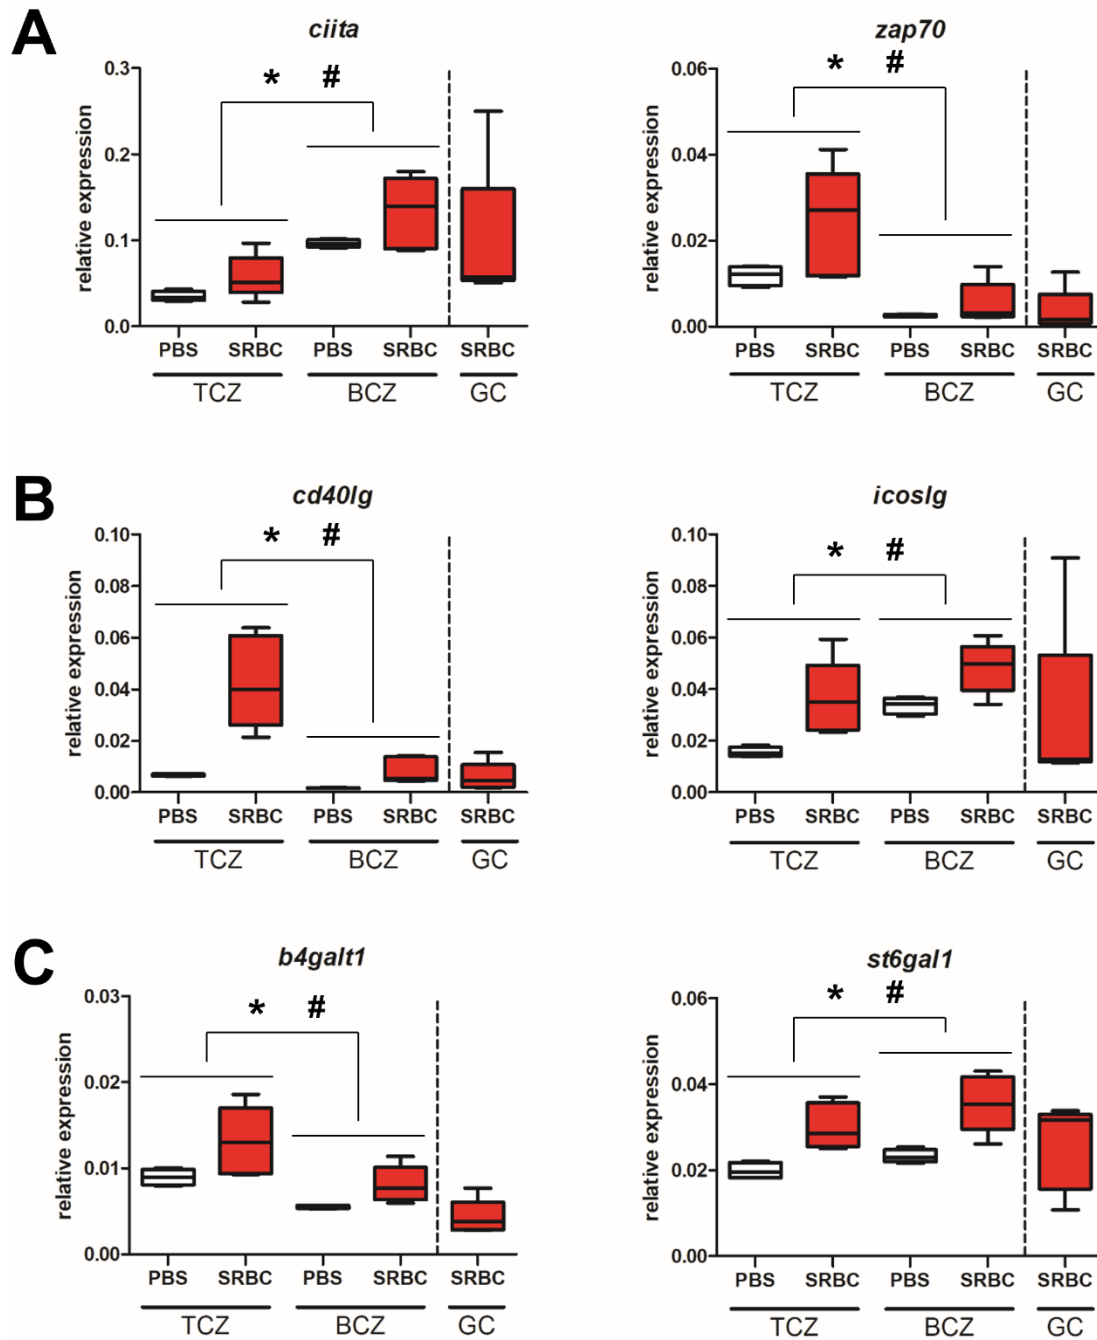 A
ciita
zap70
* #
* #
relative expression
0.3
0.2
0.1
0.0
relative expression
0.06
0.04
0.02
0.00
PBS SRBC PBS SRBC SRBC
TCZ BCZ GC
PBS SRBC PBS SRBC SRBC
TCZ BCZ GC
B
cd40lg
icoslg
* #
* #
relative expression
0.10
0.08
0.06
0.04
0.02
0.00
relative expression
0.10
0.08
0.06
0.04
0.02
0.00
PBS SRBC PBS SRBC SRBC
TCZ BCZ GC
PBS SRBC PBS SRBC SRBC
TCZ BCZ GC
C
b4galt1
st6gal1
* #
* #
relative expression
0.03
0.02
0.01
0.00
relative expression
0.06
0.04
0.02
0.00
PBS SRBC PBS SRBC SRBC
TCZ BCZ GC
PBS SRBC PBS SRBC SRBC
TCZ BCZ GC